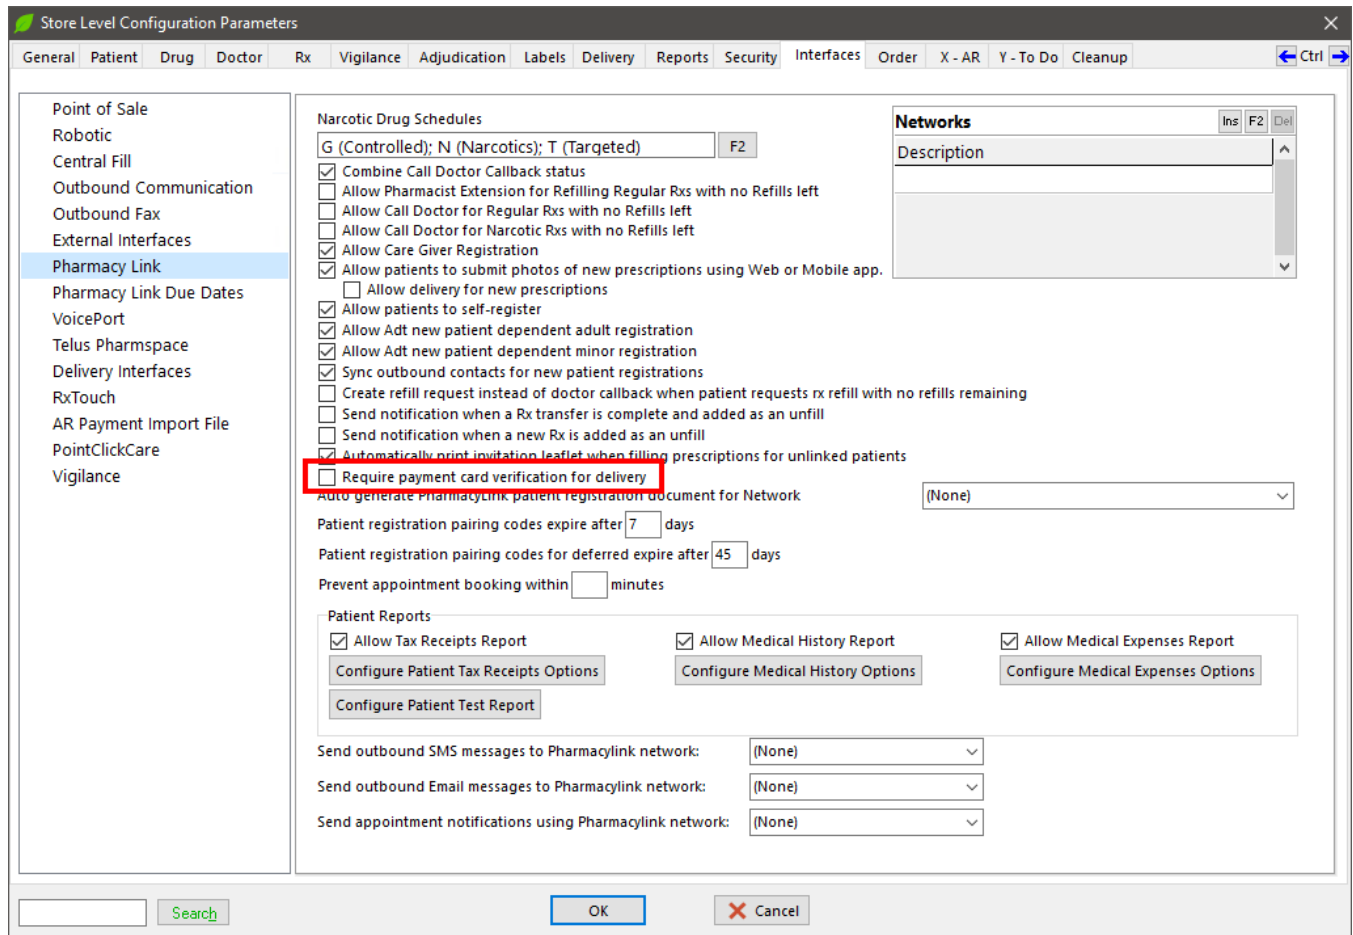 Store Level Configuration Parameters
General Patient Drug Doctor Rx Vigilance Adjudication Labels Delivery Reports Security Interfaces Order X - AR Y - To Do Cleanup Ctrl
Point of Sale
Robotic
Central Fill
Outbound Communication
Outbound Fax
External Interfaces
Pharmacy Link
Pharmacy Link Due Dates
VoicePort
Telus Pharmspace
Delivery Interfaces
RxTouch
AR Payment Import File
PointClickCare
Vigilance
Narcotic Drug Schedules
G (Controlled); N (Narcotics); T (Targeted) F2
Combine Call Doctor Callback status
Allow Pharmacist Extension for Refilling Regular Rxs with no Refills left
Allow Call Doctor for Regular Rxs with no Refills left
Allow Call Doctor for Narcotic Rxs with no Refills left
Allow Care Giver Registration
Allow patients to submit photos of new prescriptions using Web or Mobile app.
Allow delivery for new prescriptions
Allow patients to self-register
Allow Adt new patient dependent adult registration
Allow Adt new patient dependent minor registration
Sync outbound contacts for new patient registrations
Create refill request instead of doctor callback when patient requests rx refill with no refills remaining
Send notification when a Rx transfer is complete and added as an unfill
Send notification when a new Rx is added as an unfill
Automatically print invitation leaflet when filling prescriptions for unlinked patients
Require payment card verification for delivery
Auto generate PharmacyLink patient registration document for Network (None)
Patient registration pairing codes expire after 7 days
Patient registration pairing codes for deferred expire after 45 days
Prevent appointment booking within minutes
Networks Ins F2 Del
Description
Patient Reports
Allow Tax Receipts Report Allow Medical History Report Allow Medical Expenses Report
Configure Patient Tax Receipts Options Configure Medical History Options Configure Medical Expenses Options
Configure Patient Test Report
Send outbound SMS messages to Pharmacylink network: (None)
Send outbound Email messages to Pharmacylink network: (None)
Send appointment notifications using Pharmacylink network: (None)
Search OK Cancel